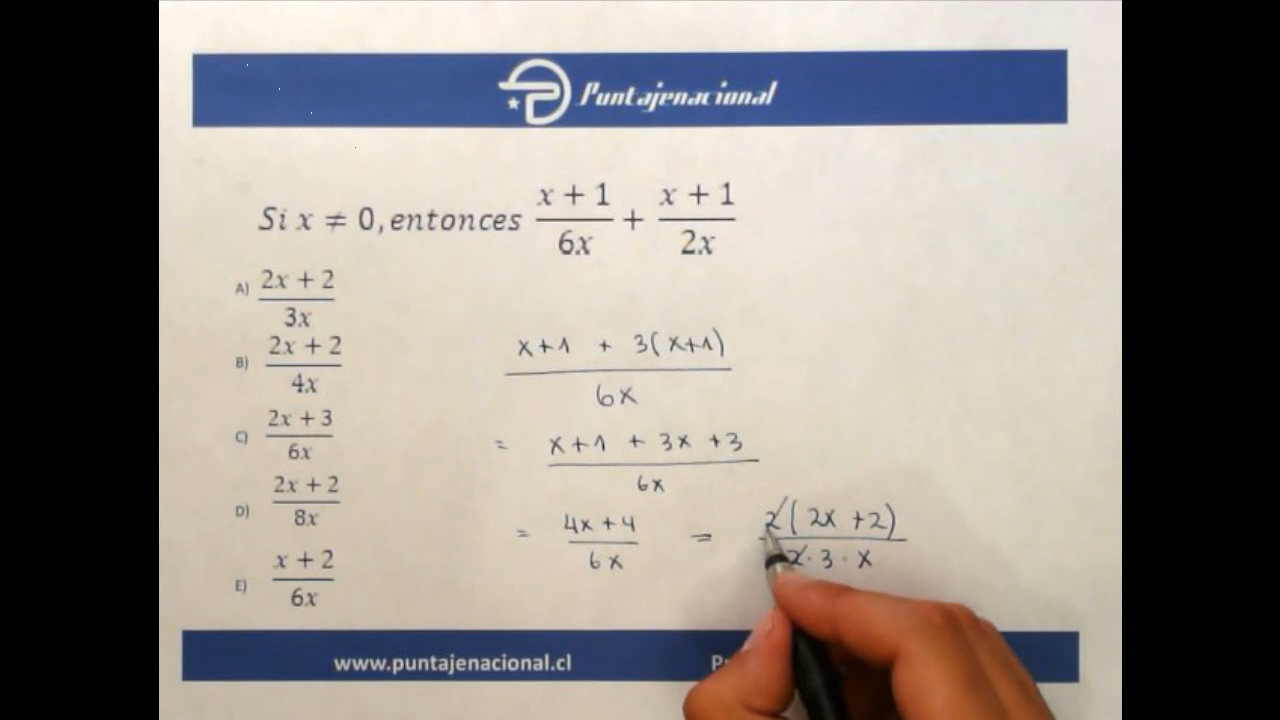 Puntajenacional
Si x ≠ 0, entonces (x + 1)/(6x) + (x + 1)/(2x)
A) (2x + 2)/(3x)
B) (2x + 2)/(4x)
C) (2x + 3)/(6x)
D) (2x + 2)/(8x)
E) (x + 2)/(6x)
(x+1 + 3(x+1))/(6x)
= (x+1 + 3x +3)/(6x)
= (4x+4)/(6x) = (2(2x +2))/(2·3·x)
www.puntajenacional.cl